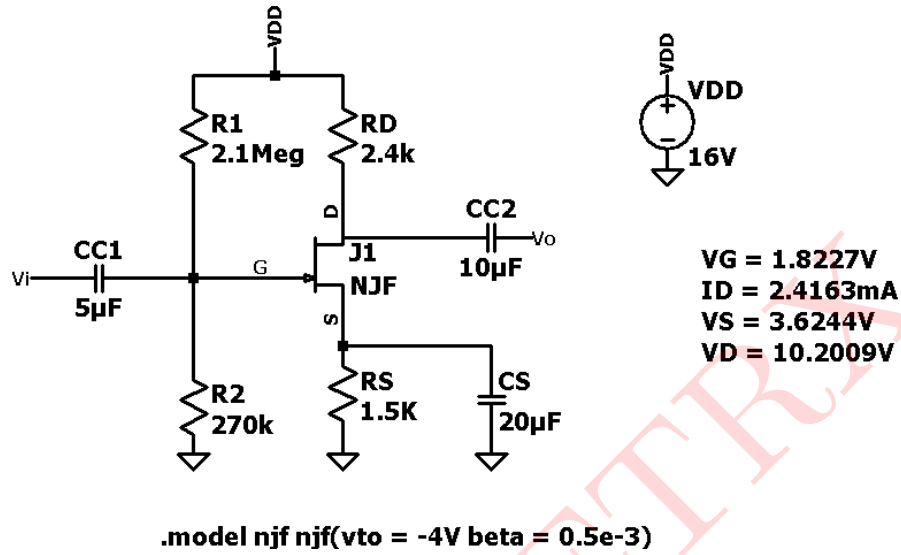 VDD
R1
2.1Meg
RD
2.4k
VDD
VDD
16V
D
CC2
Vo
10µF
J1
NJF
CC1
Vi
5µF
G
S
VG = 1.8227V
ID = 2.4163mA
VS = 3.6244V
VD = 10.2009V
R2
270k
RS
1.5K
CS
20µF
.model njf njf(vto = -4V beta = 0.5e-3)